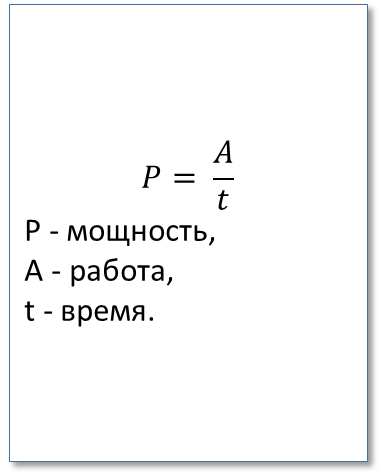 P = A/t
P - мощность,
A - работа,
t - время.